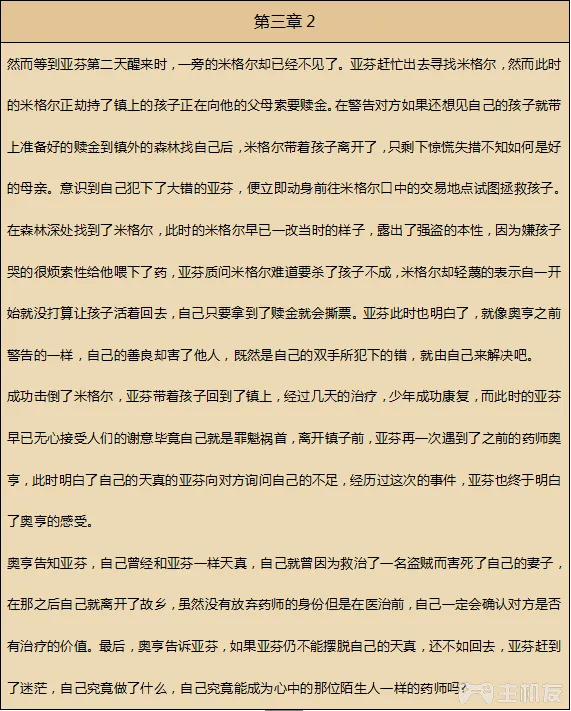 第三章 2
然而等到亚芬第二天醒来时，一旁的米格尔却已经不见了。亚芬赶忙出去寻找米格尔，然而此时
的米格尔正劫持了镇上的孩子正在向他的父母索要赎金。在警告对方如果还想见自己的孩子就带
上准备好的赎金到镇外的森林找自己后，米格尔带着孩子离开了，只剩下惊慌失措不知如何是好
的母亲。意识到自己犯下了大错的亚芬，便立即动身前往米格尔口中的交易地点试图拯救孩子。
在森林深处找到了米格尔，此时的米格尔早已一改当时的样子，露出了强盗的本性，因为嫌孩子
哭的很烦索性给他喂下了药，亚芬质问米格尔难道要杀了孩子不成，米格尔却轻蔑的表示自一开
始就没打算让孩子活着回去，自己只要拿到了赎金就会撕票。亚芬此时也明白了，就像奥亨之前
警告的一样，自己的善良却害了他人，既然是自己的双手所犯下的错，就由自己来解决吧。
成功击倒了米格尔，亚芬带着孩子回到了镇上，经过几天的治疗，少年成功康复，而此时的亚芬
早已无心接受人们的谢意毕竟自己就是罪魁祸首，离开镇子前，亚芬再一次遇到了之前的药师奥
亨，此时明白了自己的天真的亚芬向对方询问自己的不足，经历过这次的事件，亚芬也终于明白
了奥亨的感受。
奥亨告知亚芬，自己曾经和亚芬一样天真，自己就曾因为救治了一名盗贼而害死了自己的妻子，
在那之后自己就离开了故乡，虽然没有放弃药师的身份但是在医治前，自己一定会确认对方是否
有治疗的价值。最后，奥亨告诉亚芬，如果亚芬仍不能摆脱自己的天真，还不如回去，亚芬赶到
了迷茫，自己究竟做了什么，自己究竟能成为心中的那位陌生人一样的药师吗？
主机友